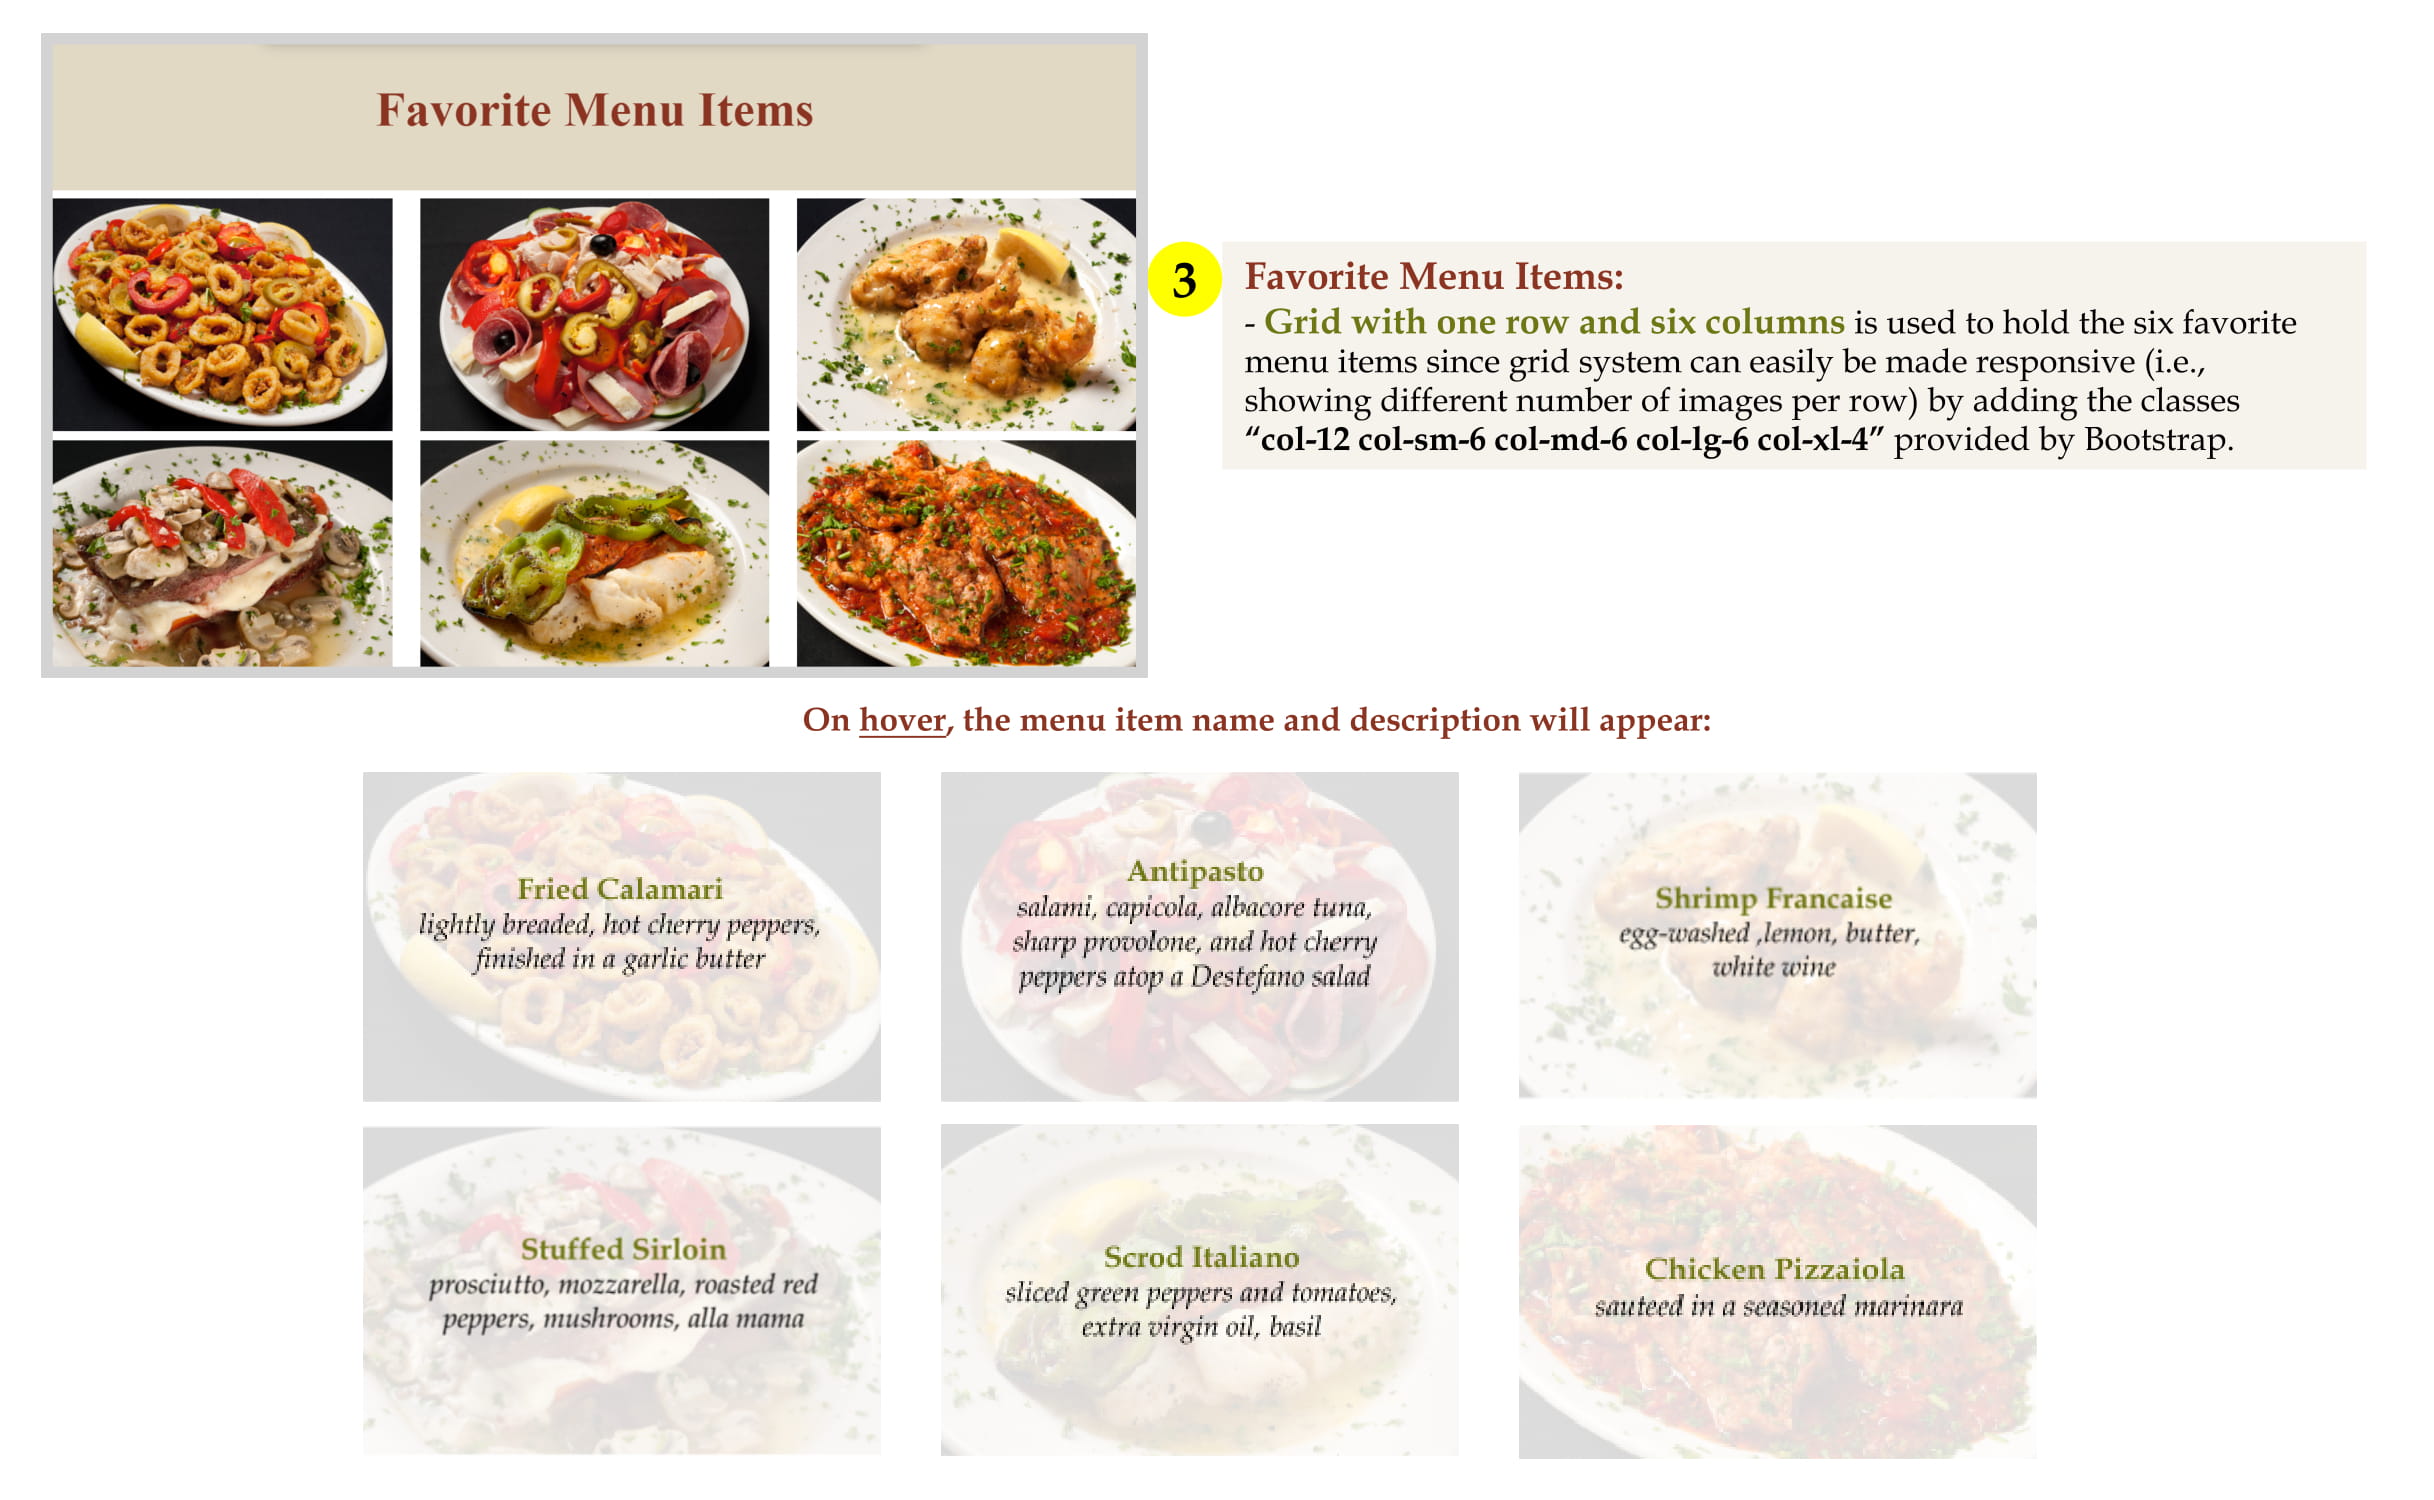 Favorite Menu Items
3
Favorite Menu Items:
- Grid with one row and six columns is used to hold the six favorite
menu items since grid system can easily be made responsive (i.e.,
showing different number of images per row) by adding the classes
“col-12 col-sm-6 col-md-6 col-lg-6 col-xl-4” provided by Bootstrap.
On hover, the menu item name and description will appear:
Fried Calamari
lightly breaded, hot cherry peppers,
finished in a garlic butter
Antipasto
salami, capicola, albacore tuna,
sharp provolone, and hot cherry
peppers atop a Destefano salad
Shrimp Francaise
egg-washed ,lemon, butter,
white wine
Stuffed Sirloin
prosciutto, mozzarella, roasted red
peppers, mushrooms, alla mama
Scrod Italiano
sliced green peppers and tomatoes,
extra virgin oil, basil
Chicken Pizzaiola
sauteed in a seasoned marinara